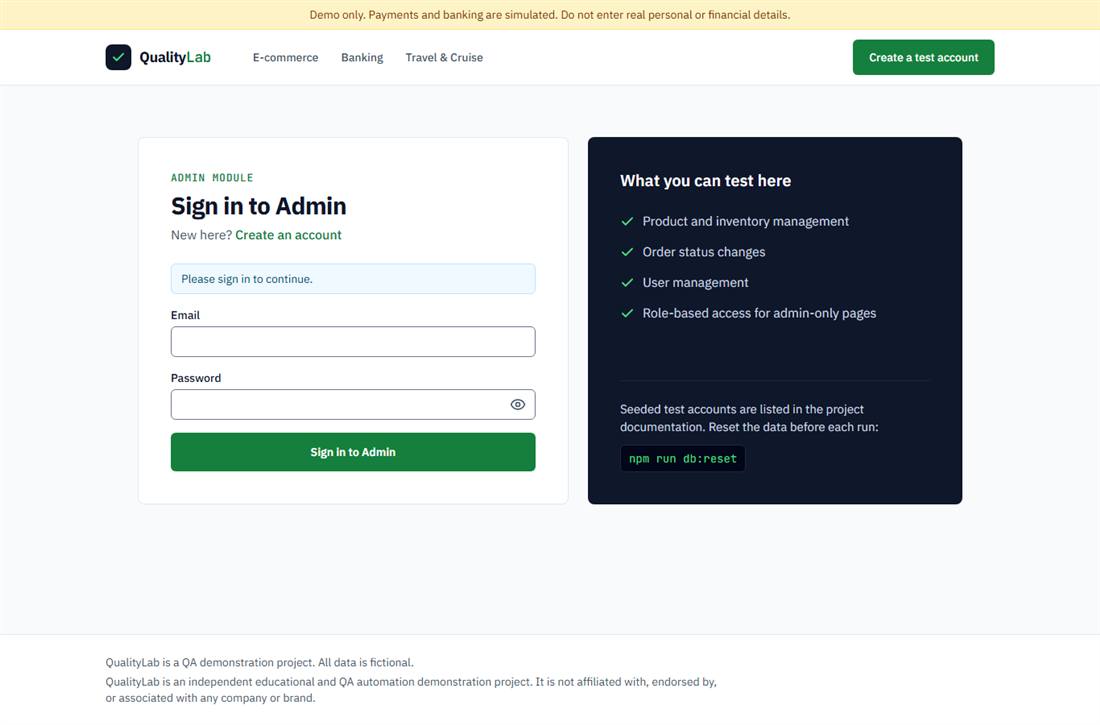 Demo only. Payments and banking are simulated. Do not enter real personal or financial details.
QualityLab
E-commerce
Banking
Travel & Cruise
Create a test account
ADMIN MODULE
Sign in to Admin
New here? Create an account
Please sign in to continue.
Email
Password
Sign in to Admin
What you can test here
Product and inventory management
Order status changes
User management
Role-based access for admin-only pages
Seeded test accounts are listed in the project
documentation. Reset the data before each run:
npm run db:reset
QualityLab is a QA demonstration project. All data is fictional.
QualityLab is an independent educational and QA automation demonstration project. It is not affiliated with, endorsed by,
or associated with any company or brand.